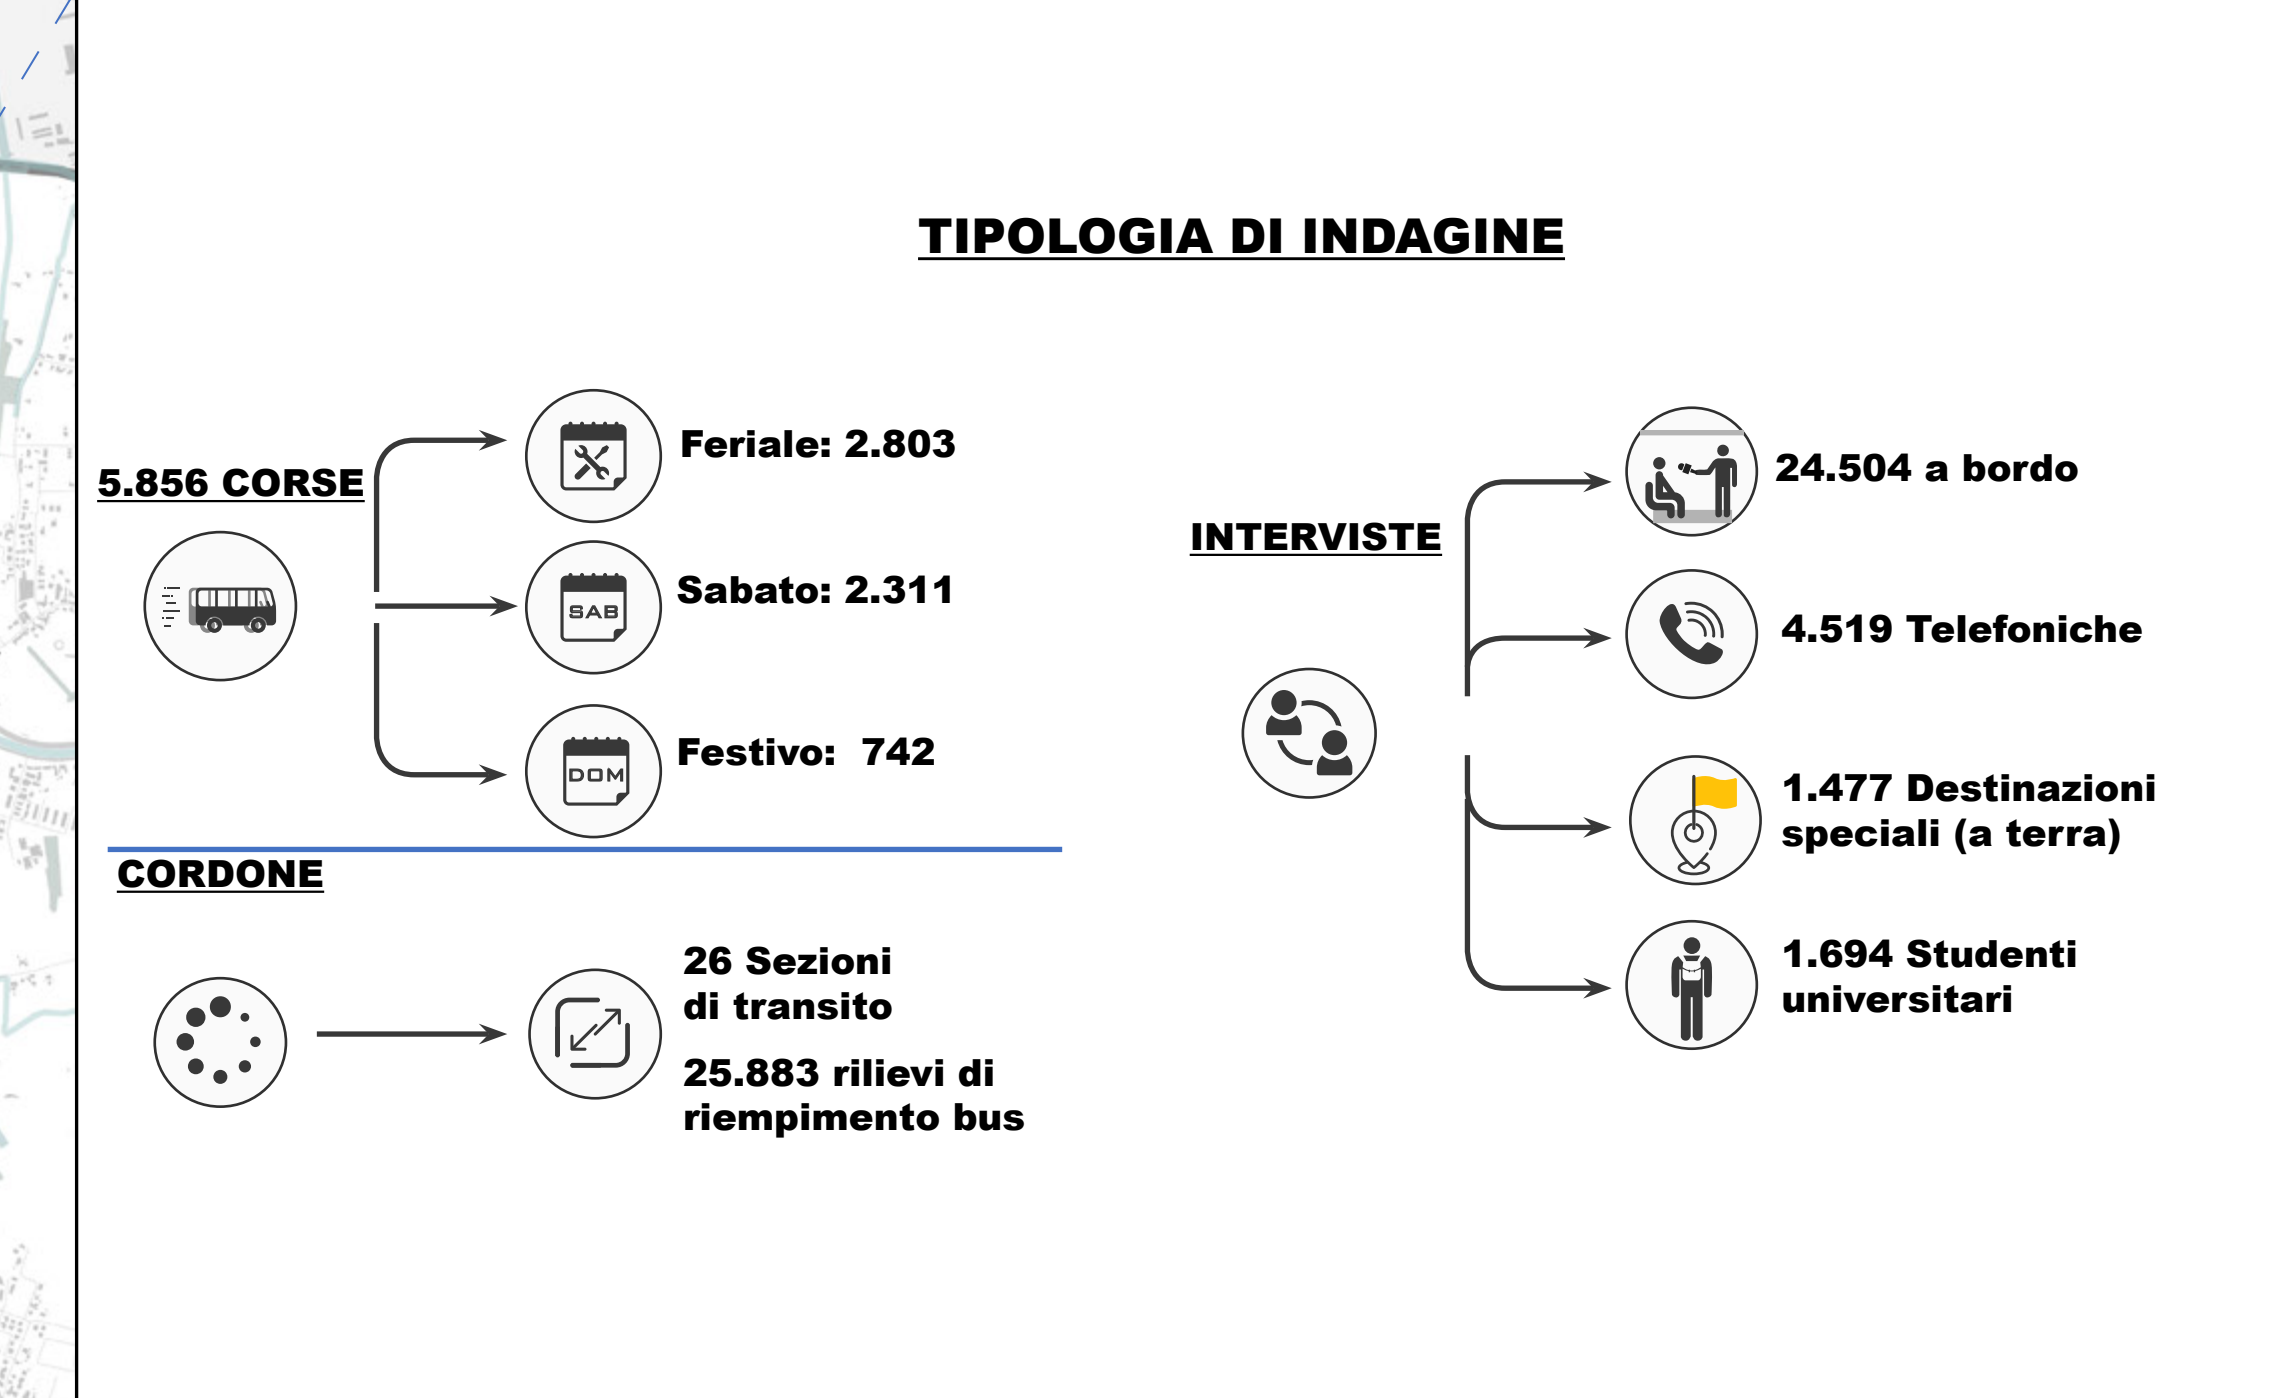 TIPOLOGIA DI INDAGINE
5.856 CORSE
Feriale: 2.803
SAB
Sabato: 2.311
DOM
Festivo: 742
CORDONE
26 Sezioni
di transito
25.883 rilievi di
riempimento bus
INTERVISTE
24.504 a bordo
4.519 Telefoniche
1.477 Destinazioni
speciali (a terra)
1.694 Studenti
universitari